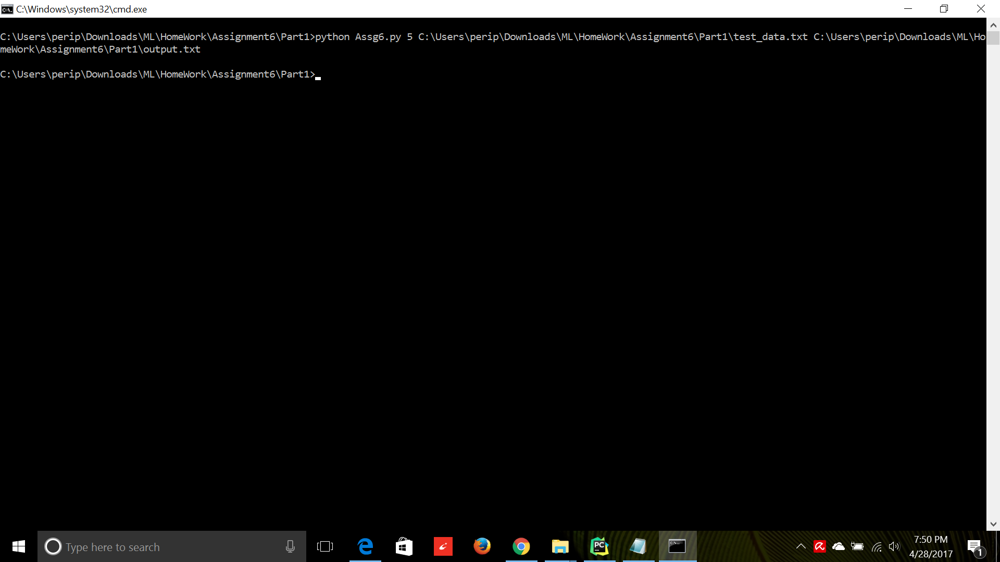 C:\Windows\system32\cmd.exe
C:\Users\perip\Downloads\ML\HomeWork\Assignment6\Part1>python Assg6.py 5 C:\Users\perip\Downloads\ML\HomeWork\Assignment6\Part1\test_data.txt C:\Users\perip\Downloads\ML\Ho
meWork\Assignment6\Part1\output.txt
C:\Users\perip\Downloads\ML\HomeWork\Assignment6\Part1>
Type here to search
PC
7:50 PM
4/28/2017
1